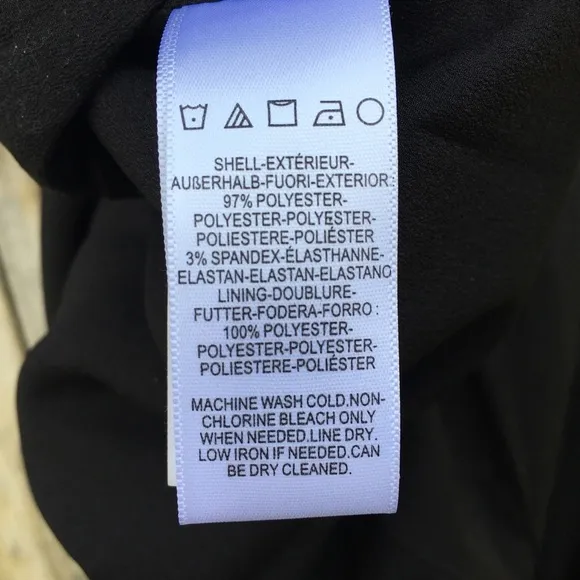 SHELL-EXTÉRIEUR-
AUßERHALB-FUORI-EXTERIOR:
97% POLYESTER-
POLYESTER-POLYESTER-
POLIESTERE-POLIÉSTER
3% SPANDEX-ÉLASTHANNE-
ELASTAN-ELASTAN-ELASTANO
LINING-DOUBLURE-
FUTTER-FODERA-FORRO :
100% POLYESTER-
POLYESTER-POLYESTER-
POLIESTERE-POLIÉSTER
MACHINE WASH COLD.NON-
CHLORINE BLEACH ONLY
WHEN NEEDED.LINE DRY.
LOW IRON IF NEEDED.CAN
BE DRY CLEANED.